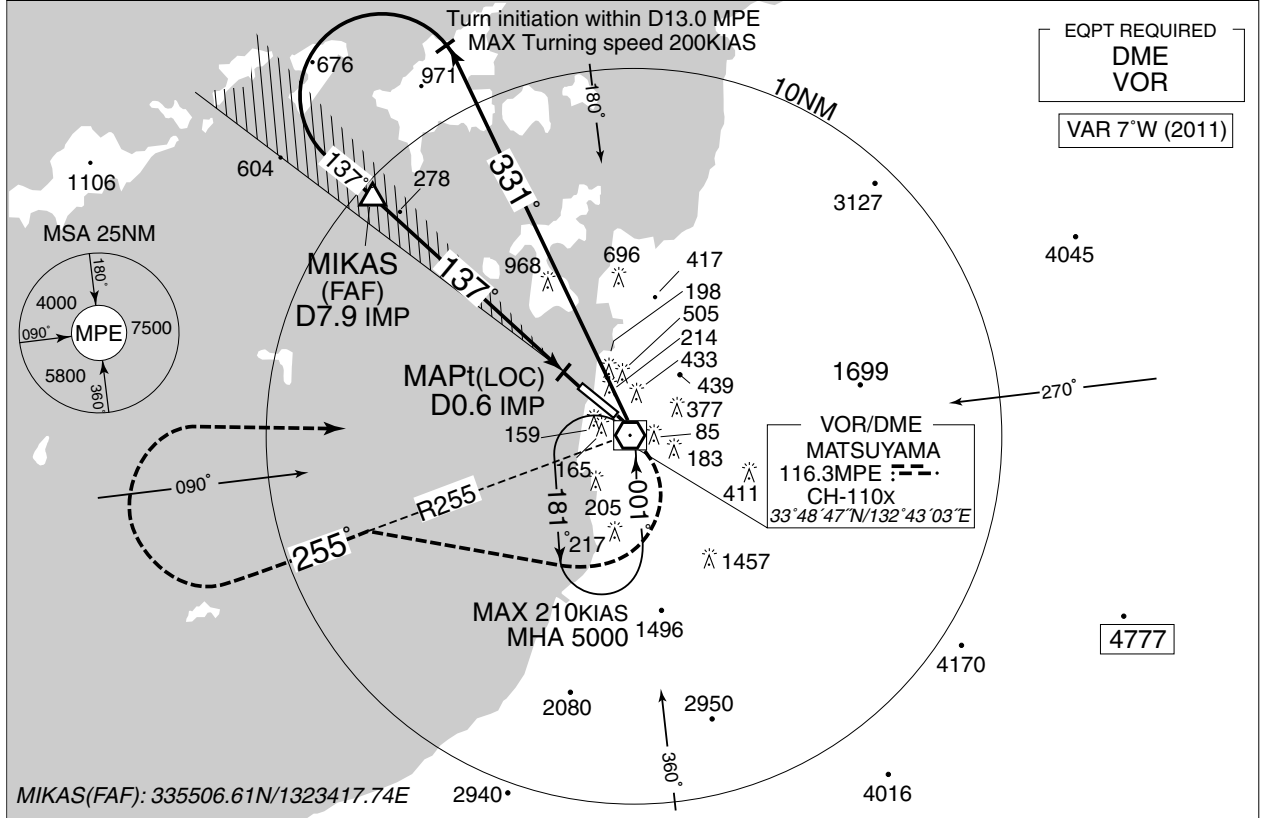 Turn initiation within D13.0 MPE
MAX Turning speed 200KIAS
EQPT REQUIRED
DME
VOR
VAR 7°W (2011)
676
971
180°
10NM
1106
604
137°
278
331°
3127
4045
MSA 25NM
180°
4000
090°
MPE
7500
5800
360°
MIKAS
(FAF)
D7.9 IMP
137°
968
696
417
198
505
214
433
439
1699
270°
MAPt(LOC)
D0.6 IMP
377
159
85
183
165
411
VOR/DME
MATSUYAMA
116.3MPE
CH-110x
33°48′47″N/132°43′03″E
090°
R255
255°
181°
001°
205
217
1457
MAX 210KIAS
MHA 5000
1496
4777
4170
2080
2950
360°
MIKAS(FAF): 335506.61N/1323417.74E
2940
4016